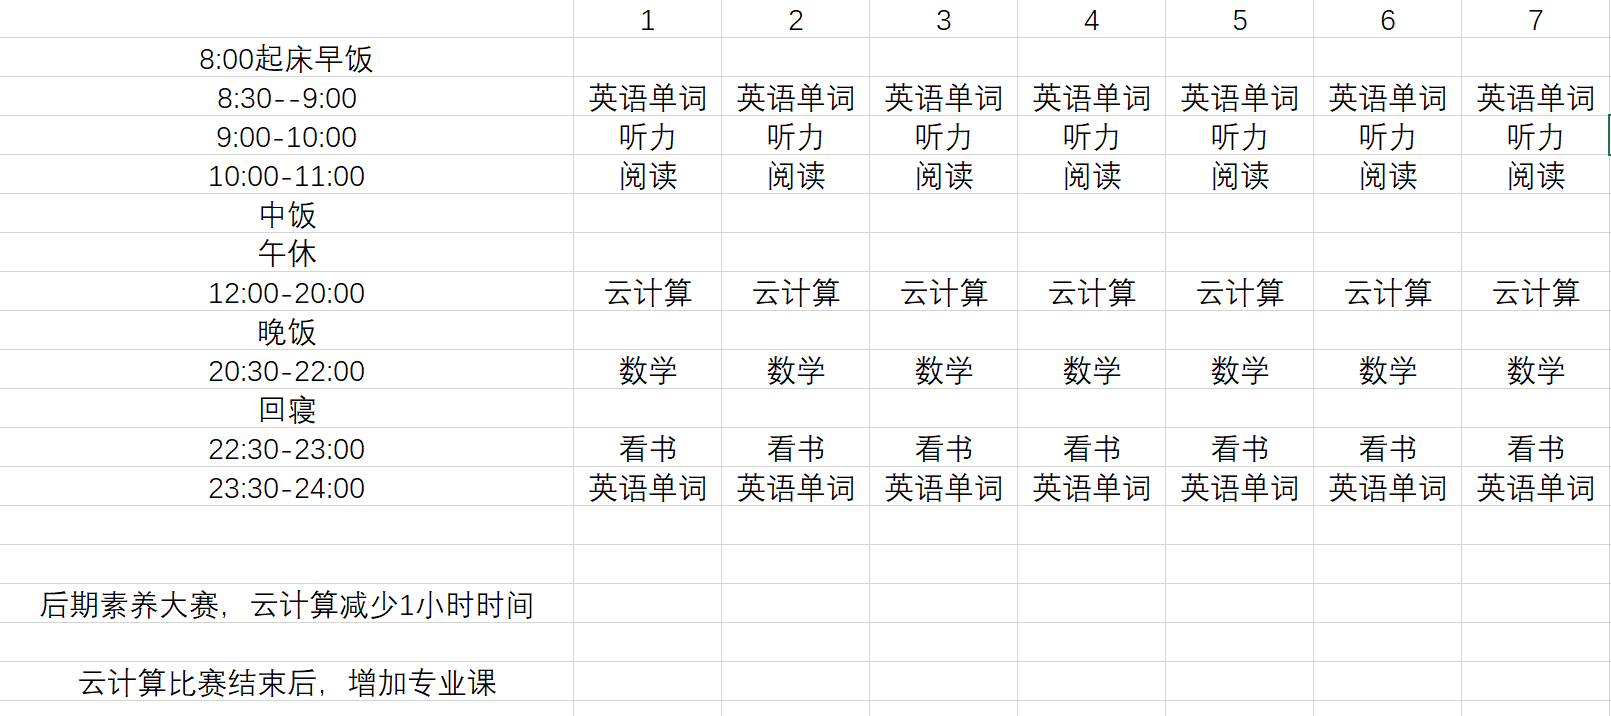 1 2 3 4 5 6 7
8:00起床早饭
8:30--9:00 英语单词 英语单词 英语单词 英语单词 英语单词 英语单词 英语单词
9:00-10:00 听力 听力 听力 听力 听力 听力 听力
10:00-11:00 阅读 阅读 阅读 阅读 阅读 阅读 阅读
中饭
午休
12:00-20:00 云计算 云计算 云计算 云计算 云计算 云计算 云计算
晚饭
20:30-22:00 数学 数学 数学 数学 数学 数学 数学
回寝
22:30-23:00 看书 看书 看书 看书 看书 看书 看书
23:30-24:00 英语单词 英语单词 英语单词 英语单词 英语单词 英语单词 英语单词
后期素养大赛，云计算减少1小时时间
云计算比赛结束后，增加专业课